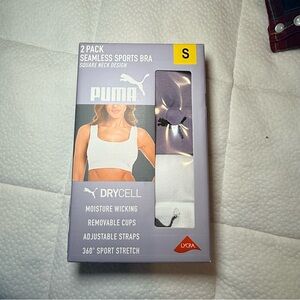 2 PACK
SEAMLESS SPORTS BRA
SQUARE NECK DESIGN
S
PUMA
DRYCELL
MOISTURE WICKING
REMOVABLE CUPS
ADJUSTABLE STRAPS
360° SPORT STRETCH
LYCRA